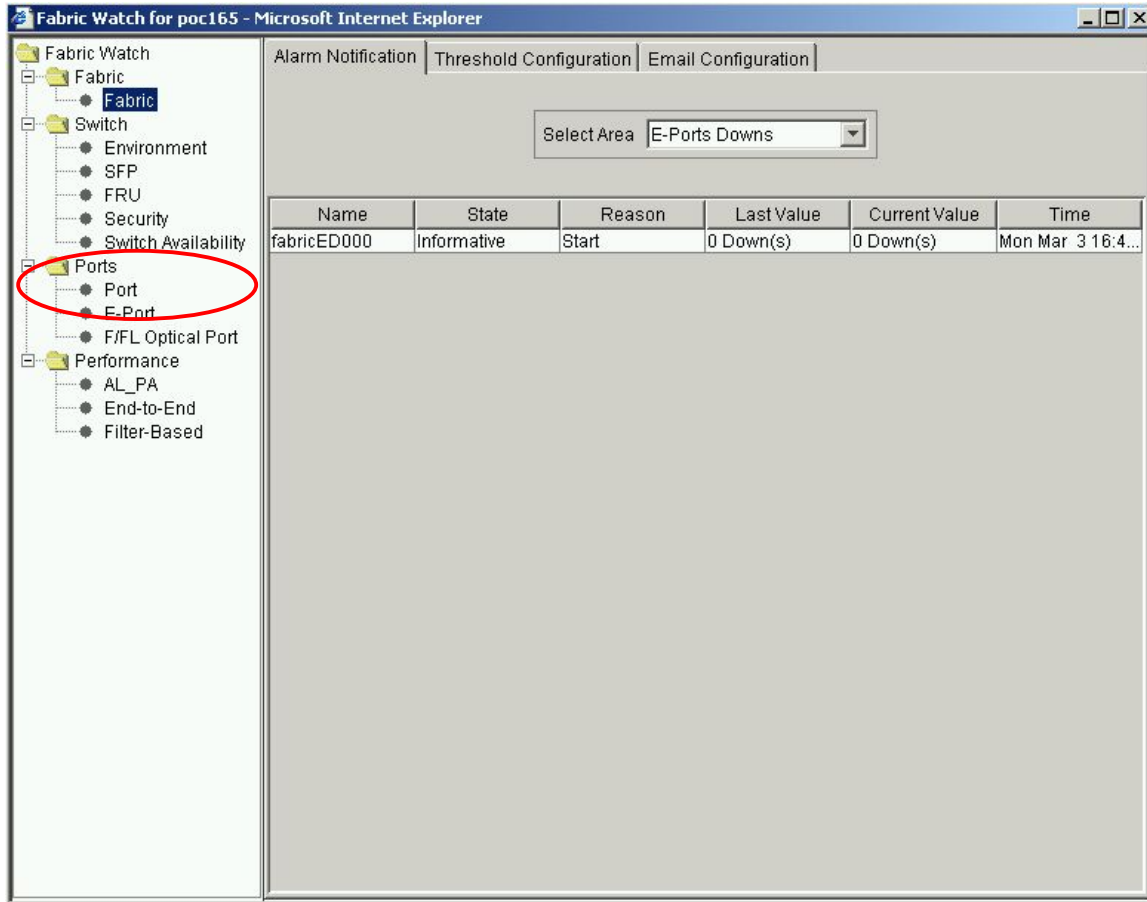 Fabric Watch for poc165 - Microsoft Internet Explorer
Fabric Watch
Fabric
Fabric
Switch
Environment
SFP
FRU
Security
Switch Availability
Ports
Port
E-Port
F/FL Optical Port
Performance
AL_PA
End-to-End
Filter-Based
Alarm Notification Threshold Configuration Email Configuration
Select Area E-Ports Downs
Name State Reason Last Value Current Value Time
fabricED000 Informative Start 0 Down(s) 0 Down(s) Mon Mar 3 16:4...